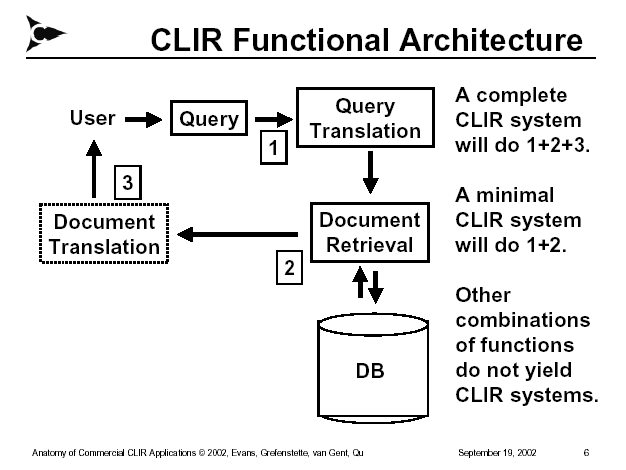 CLIR Functional Architecture
User
Query
1
Query
Translation
A complete
CLIR system
will do 1+2+3.
3
Document
Translation
2
Document
Retrieval
A minimal
CLIR system
will do 1+2.
DB
Other
combinations
of functions
do not yield
CLIR systems.
Anatomy of Commercial CLIR Applications © 2002, Evans, Grefenstette, van Gent, Qu
September 19, 2002
6